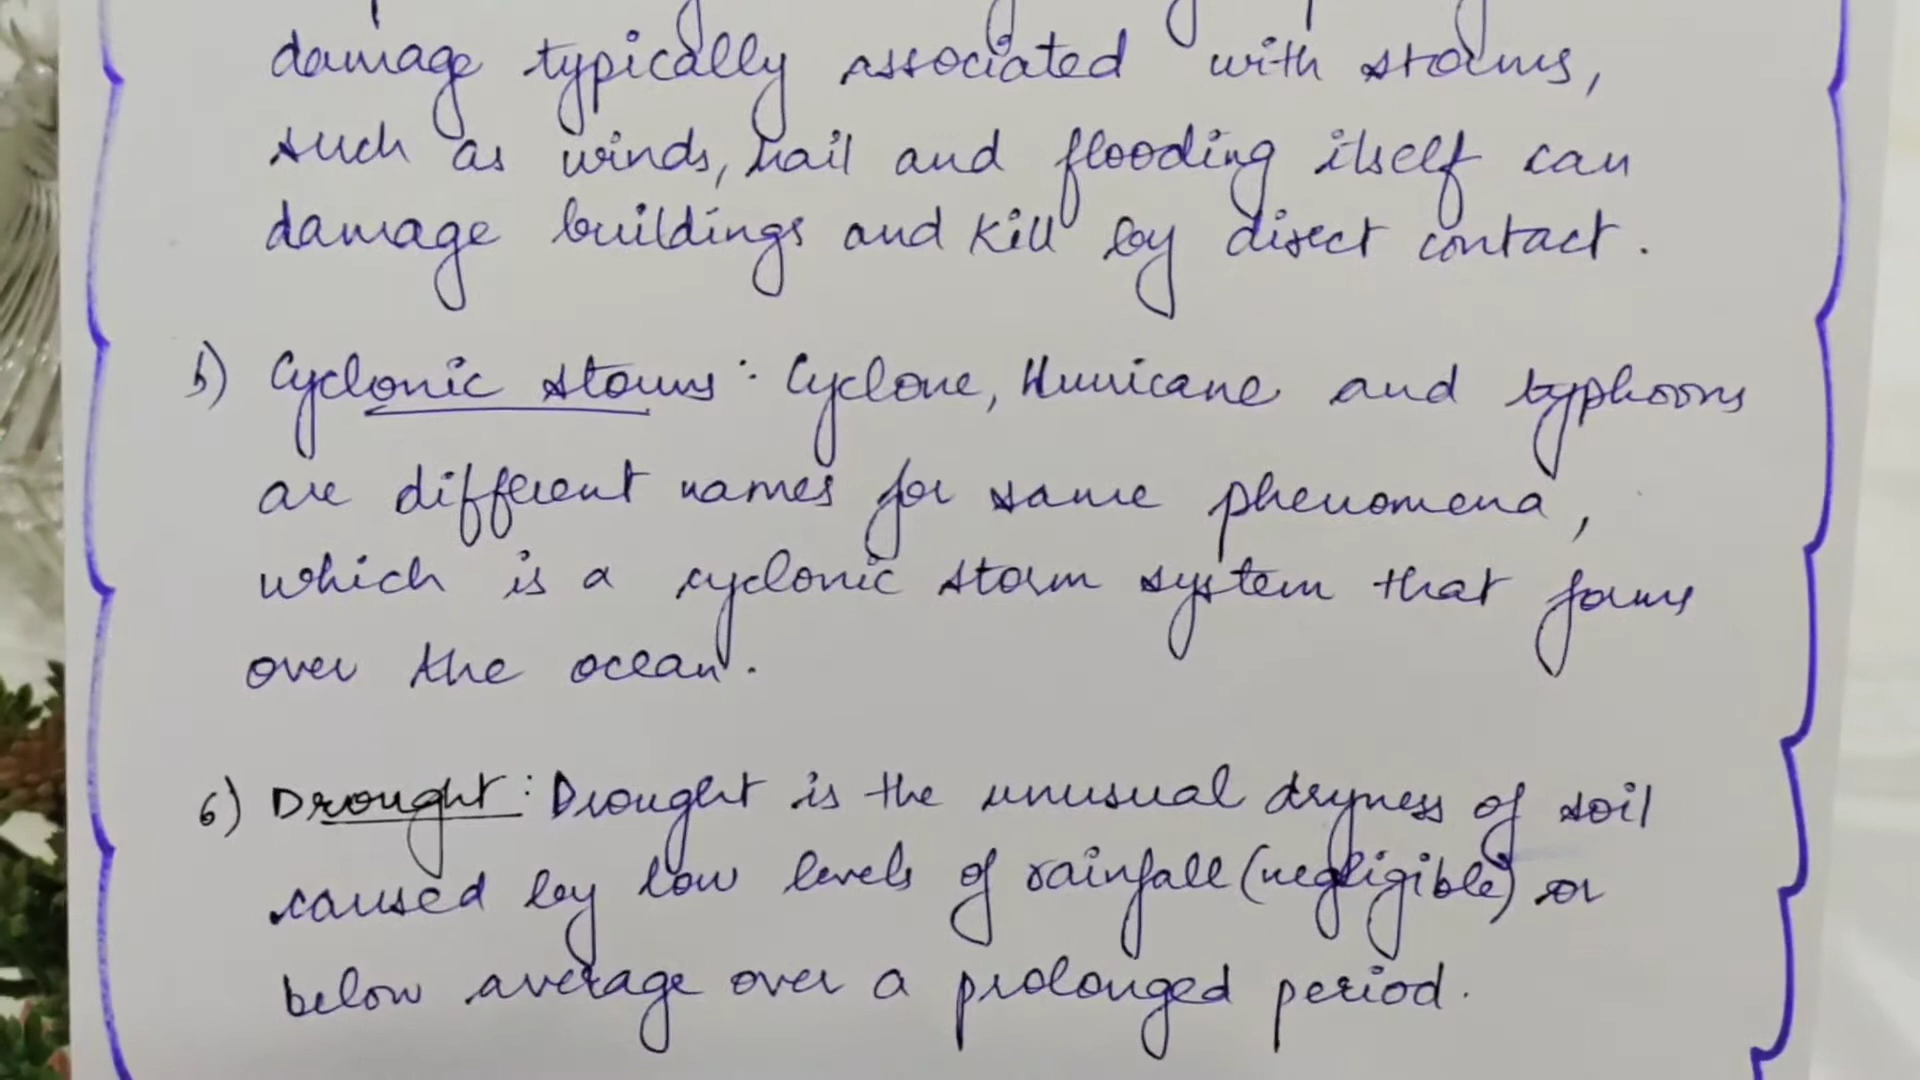 damage typically associated with storms,
such as winds, hail and flooding itself can
damage buildings and kill by direct contact.
5) Cyclonic storms: Cyclone, Hurricane and typhoons
are different names for same phenomena,
which is a cyclonic storm system that forms
over the ocean.
6) Drought: Drought is the unusual dryness of soil
caused by low levels of rainfall (negligible) or
below average over a prolonged period.